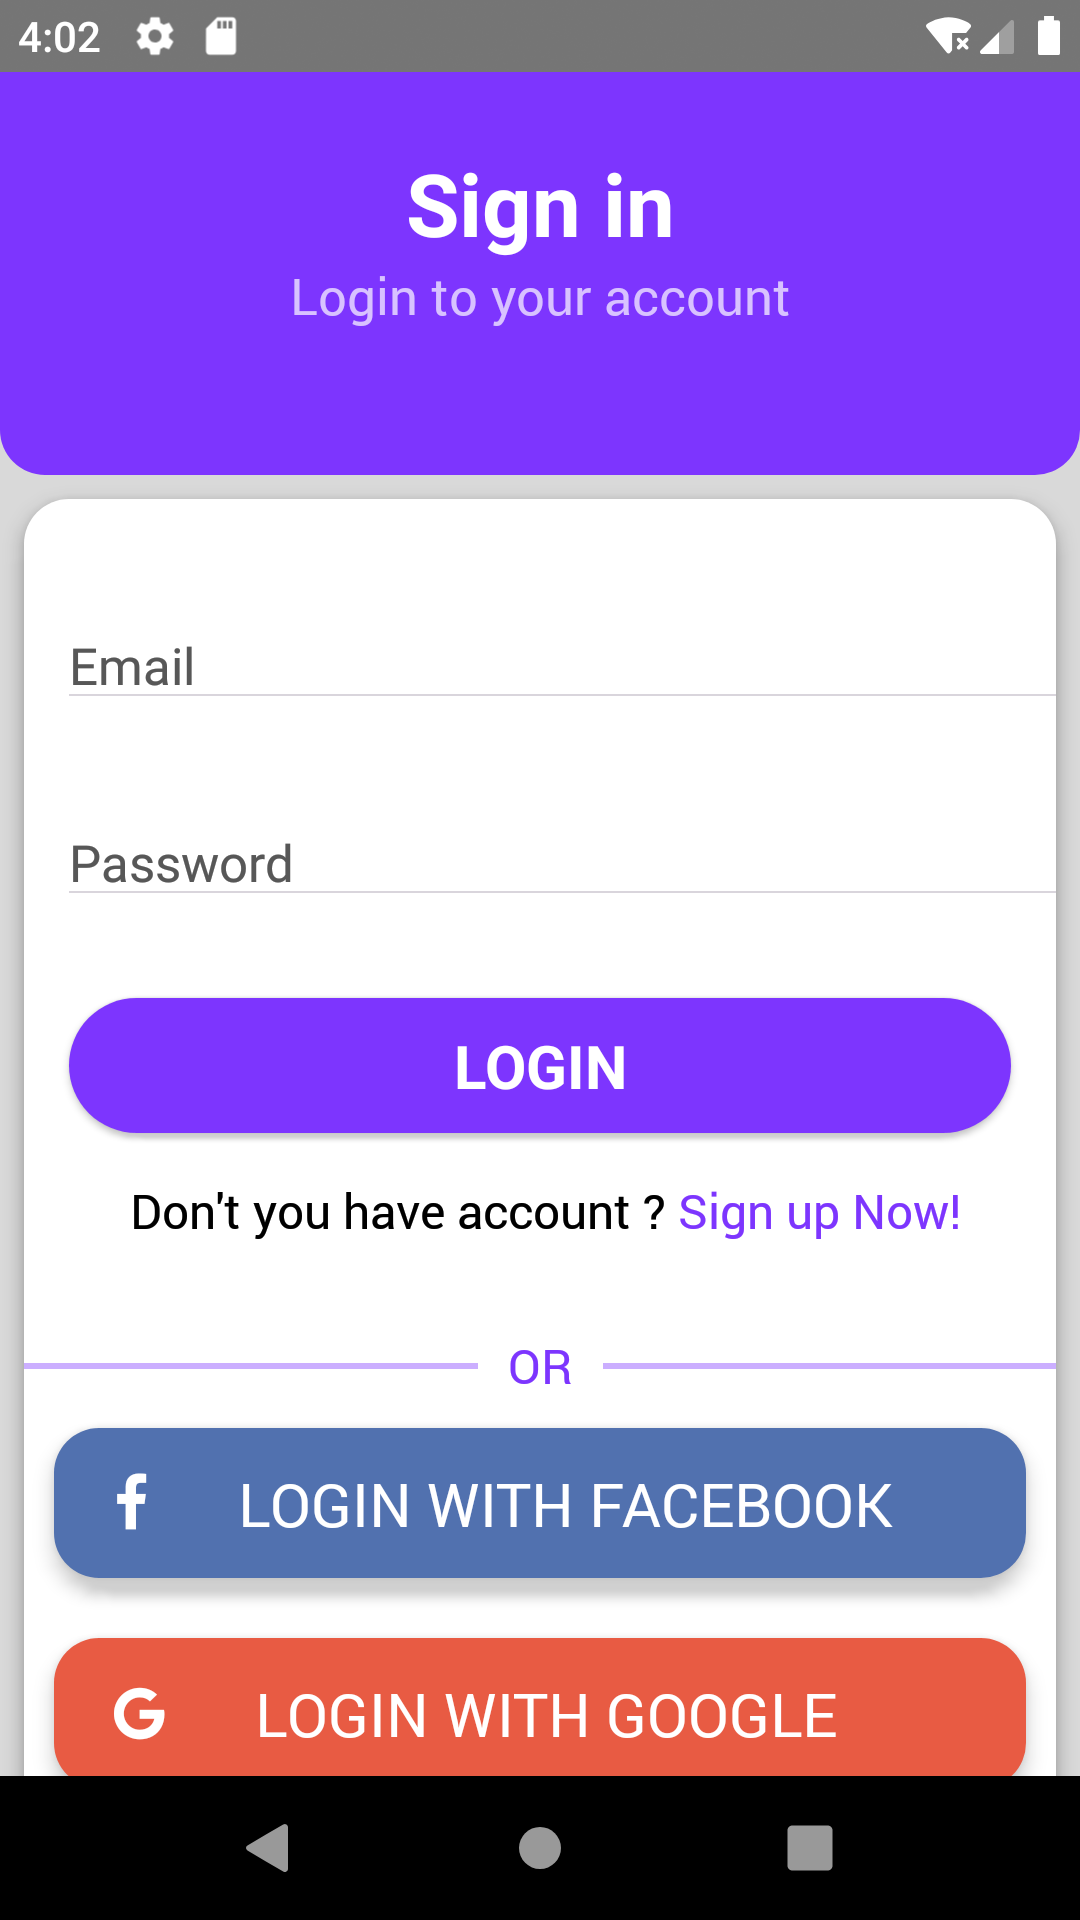 4:02
Sign in
Login to your account
Email
Password
LOGIN
Don't you have account ? Sign up Now!
OR
LOGIN WITH FACEBOOK
LOGIN WITH GOOGLE